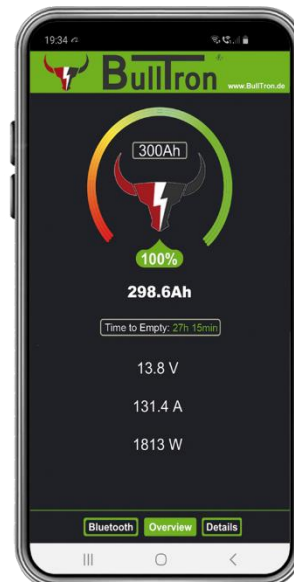 19:34
BullTron
www.BullTron.de
300Ah
100%
298.6Ah
Time to Empty: 27h 15min
13.8 V
131.4 A
1813 W
Bluetooth Overview Details